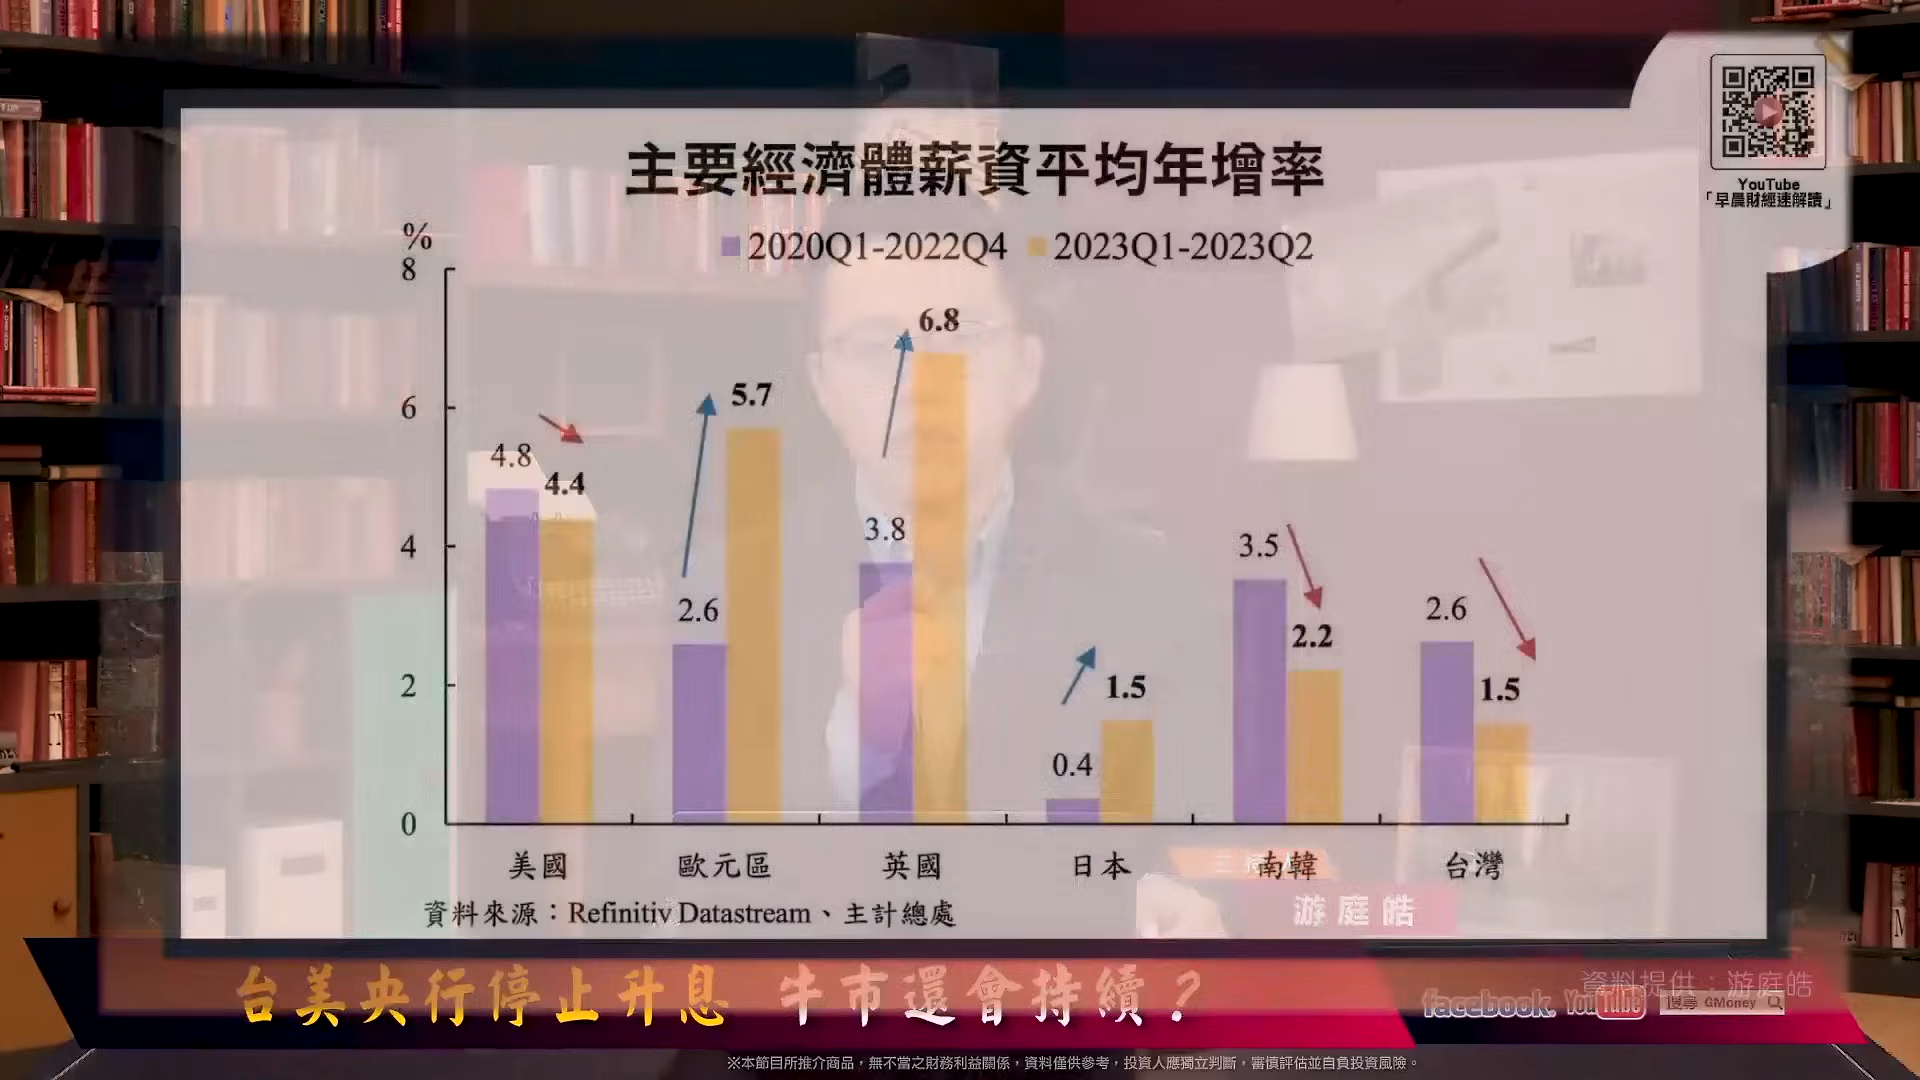 主要經濟體薪資平均年增率
%
2020Q1-2022Q4 2023Q1-2023Q2
8
6
4
2
0
4.8
4.4
2.6
5.7
3.8
6.8
0.4
1.5
3.5
2.2
2.6
1.5
美國 歐元區 英國 日本 南韓 台灣
資料來源：Refinitiv Datastream、主計總處
YouTube
「早晨財經速解讀」
游庭皓
台美央行停止升息 牛市還會持續？
資料提供：游庭皓
facebook. YouTube 搜尋 GMoney
※本節目所推介商品，無不當之財務利益關係，資料僅供參考，投資人應獨立判斷，審慎評估並自負投資風險。